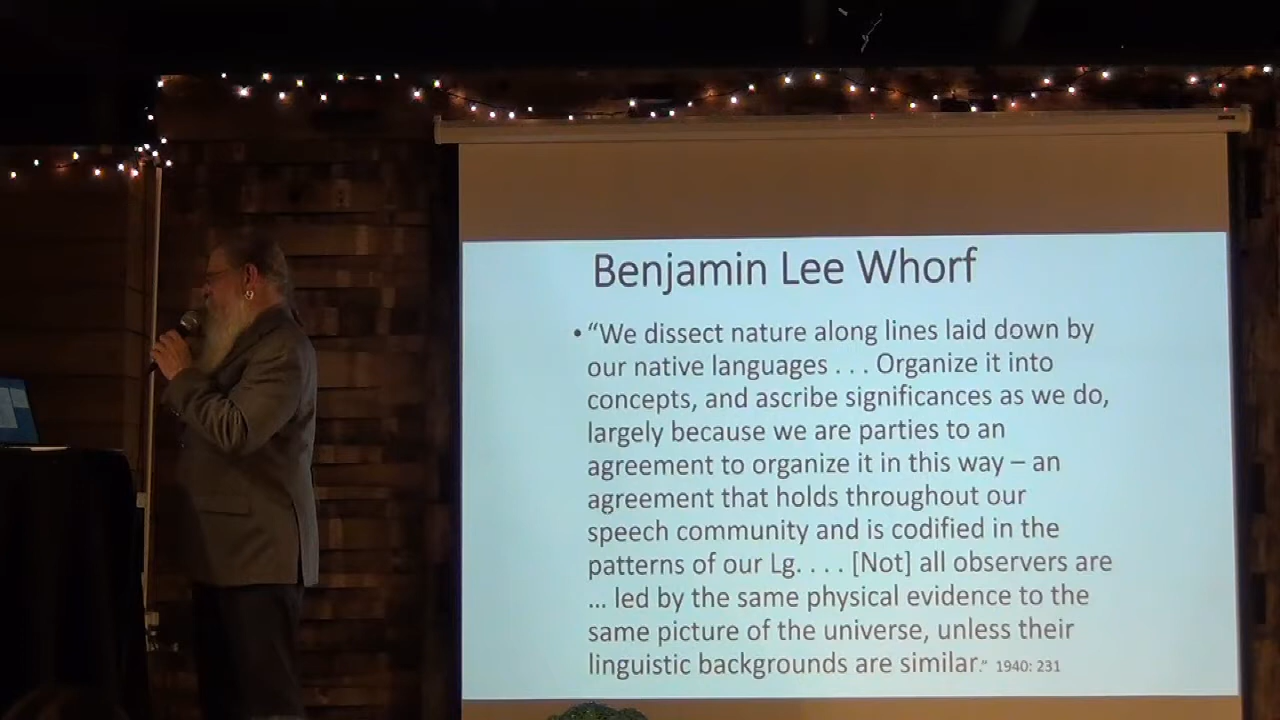 Benjamin Lee Whorf
• “We dissect nature along lines laid down by
our native languages . . . Organize it into
concepts, and ascribe significances as we do,
largely because we are parties to an
agreement to organize it in this way – an
agreement that holds throughout our
speech community and is codified in the
patterns of our Lg. . . . [Not] all observers are
... led by the same physical evidence to the
same picture of the universe, unless their
linguistic backgrounds are similar.” 1940: 231